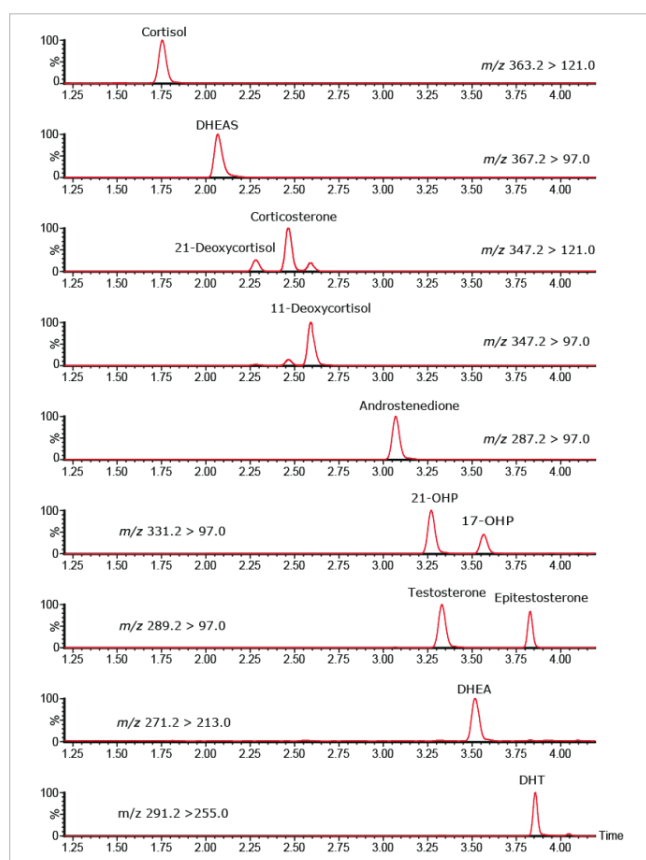 Cortisol
100
%
0
m/z 363.2 > 121.0
1.25 1.50 1.75 2.00 2.25 2.50 2.75 3.00 3.25 3.50 3.75 4.00
DHEAS
100
%
0
m/z 367.2 > 97.0
1.25 1.50 1.75 2.00 2.25 2.50 2.75 3.00 3.25 3.50 3.75 4.00
Corticosterone
100
21-Deoxycortisol
%
0
m/z 347.2 > 121.0
1.25 1.50 1.75 2.00 2.25 2.50 2.75 3.00 3.25 3.50 3.75 4.00
11-Deoxycortisol
100
%
0
m/z 347.2 > 97.0
1.25 1.50 1.75 2.00 2.25 2.50 2.75 3.00 3.25 3.50 3.75 4.00
Androstenedione
100
%
0
m/z 287.2 > 97.0
1.25 1.50 1.75 2.00 2.25 2.50 2.75 3.00 3.25 3.50 3.75 4.00
21-OHP
100
17-OHP
%
0
m/z 331.2 > 97.0
1.25 1.50 1.75 2.00 2.25 2.50 2.75 3.00 3.25 3.50 3.75 4.00
Testosterone Epitestosterone
100
%
0
m/z 289.2 > 97.0
1.25 1.50 1.75 2.00 2.25 2.50 2.75 3.00 3.25 3.50 3.75 4.00
DHEA
100
%
0
m/z 271.2 > 213.0
1.25 1.50 1.75 2.00 2.25 2.50 2.75 3.00 3.25 3.50 3.75 4.00
DHT
100
%
0
m/z 291.2 >255.0
Time
1.25 1.50 1.75 2.00 2.25 2.50 2.75 3.00 3.25 3.50 3.75 4.00